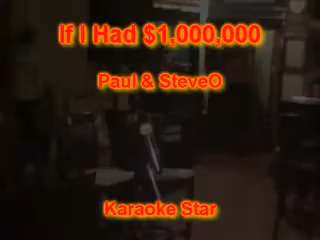 If I Had $1,000,000
Paul & SteveO
Karaoke Star